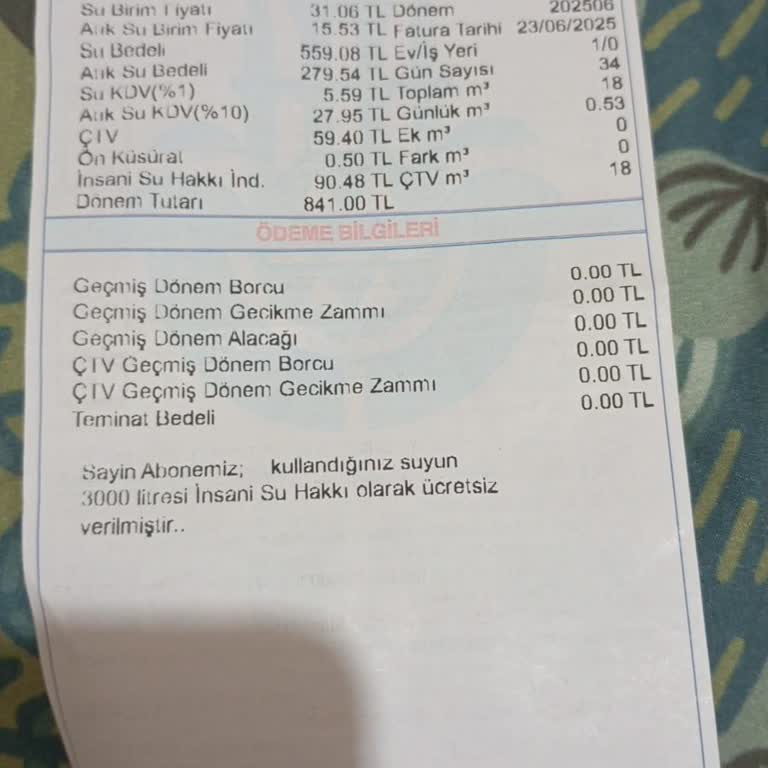 Su Birim Fiyatı 31.06 TL Dönem 202506
Atık Su Birim Fiyatı 15.53 TL Fatura Tarihi 23/06/2025
Su Bedeli 559.08 TL Ev/İş Yeri 1/0
Atık Su Bedeli 279.54 TL Gün Sayısı 34
Su KDV(%1) 5.59 TL Toplam m³ 18
Atık Su KDV(%10) 27.95 TL Günlük m³ 0.53
ÇTV 59.40 TL Ek m³ 0
Ön Küsürat 0.50 TL Fark m³ 0
İnsani Su Hakkı İnd. 90.48 TL ÇTV m³ 18
Dönem Tutarı 841.00 TL
ÖDEME BİLGİLERİ
Geçmiş Dönem Borcu 0.00 TL
Geçmiş Dönem Gecikme Zammı 0.00 TL
Geçmiş Dönem Alacağı 0.00 TL
ÇTV Geçmiş Dönem Borcu 0.00 TL
ÇTV Geçmiş Dönem Gecikme Zammı 0.00 TL
Teminat Bedeli 0.00 TL
Sayin Abonemiz; kullandığınız suyun
3000 litresi İnsani Su Hakkı olarak ücretsiz
verilmiştir..